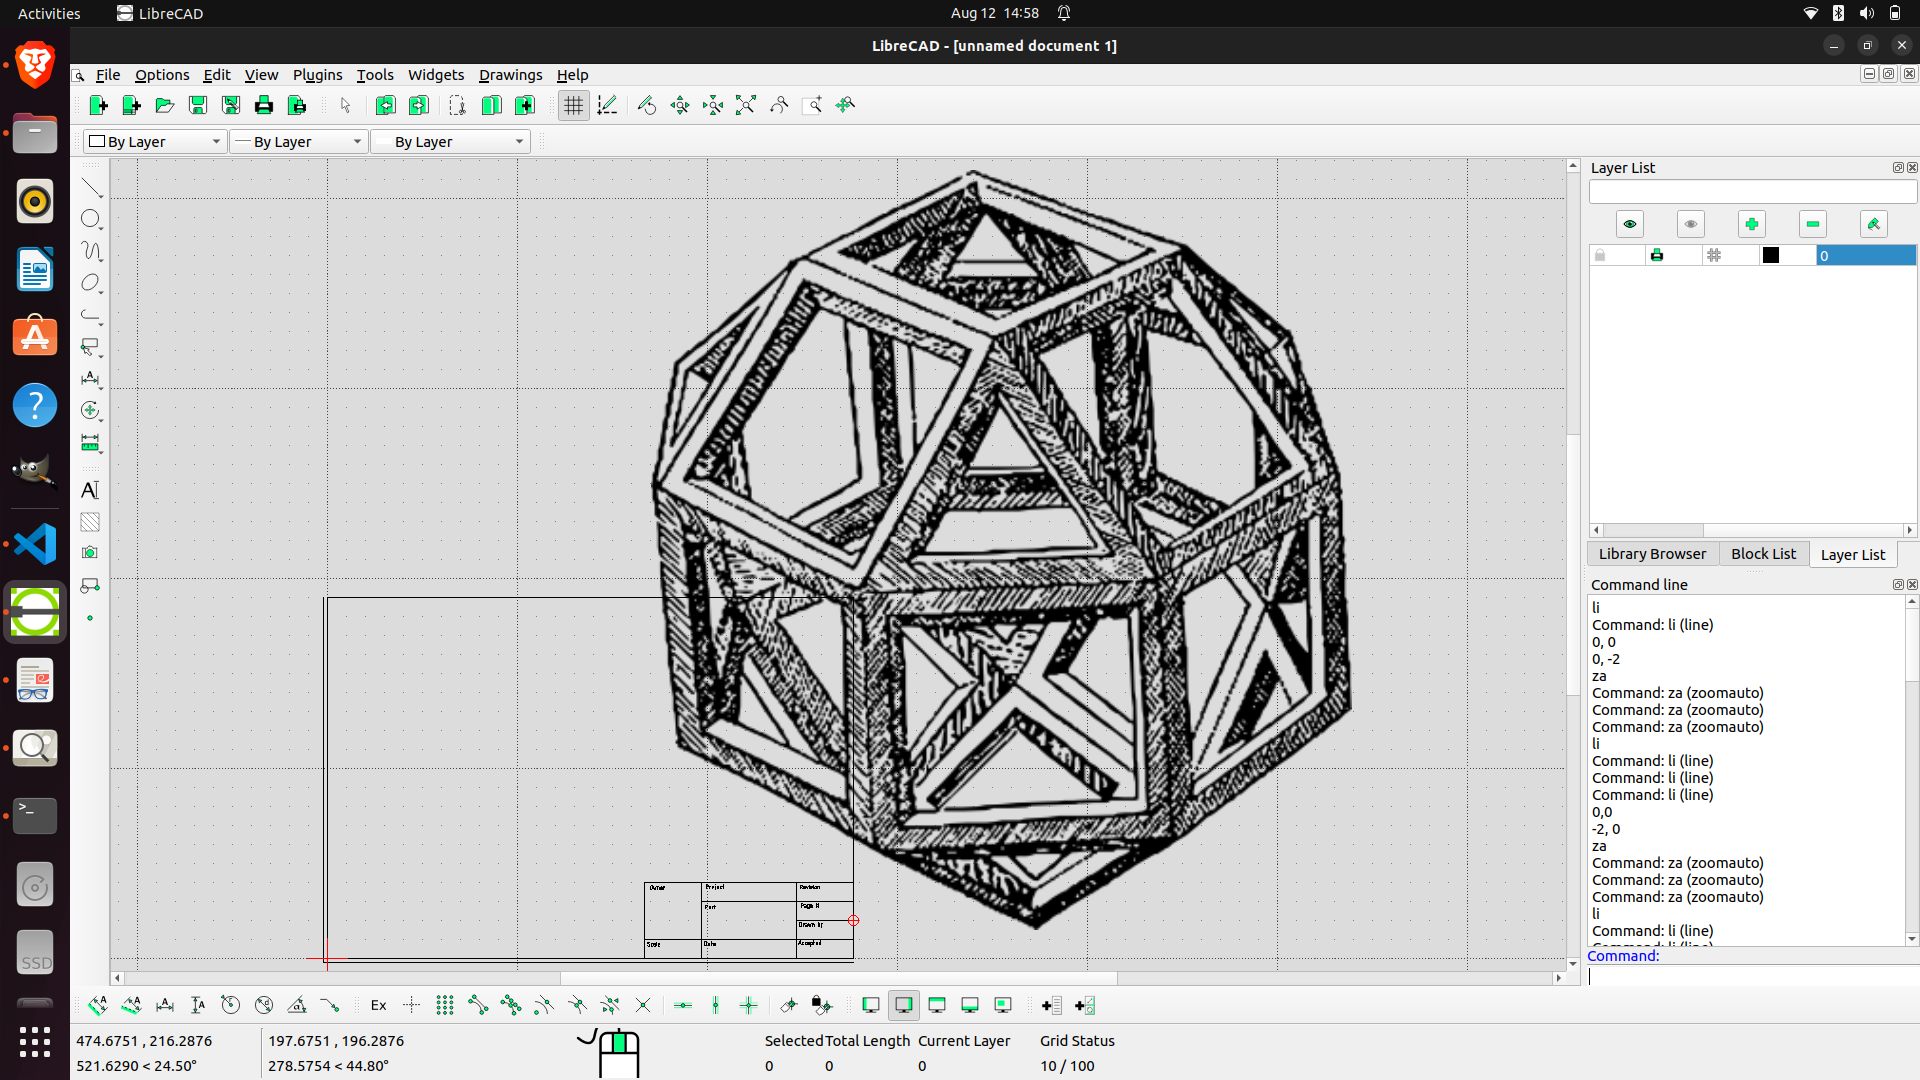 Activities
LibreCAD
Aug 12 14:58
LibreCAD - [unnamed document 1]
File Options Edit View Plugins Tools Widgets Drawings Help
By Layer
By Layer
By Layer
Layer List
0
Library Browser
Block List
Layer List
Command line
li
Command: li (line)
0, 0
0, -2
za
Command: za (zoomauto)
Command: za (zoomauto)
Command: za (zoomauto)
li
Command: li (line)
Command: li (line)
Command: li (line)
0,0
-2, 0
za
Command: za (zoomauto)
Command: za (zoomauto)
Command: za (zoomauto)
li
Command: li (line)
Command: li (line)
Command:
Owner
Project
Revision
Part
Page #
Drawn by
Scale
Date
Accepted
SSD
Ex
474.6751 , 216.2876
521.6290 < 24.50°
197.6751 , 196.2876
278.5754 < 44.80°
Selected Total Length Current Layer Grid Status
0 0 0 10 / 100